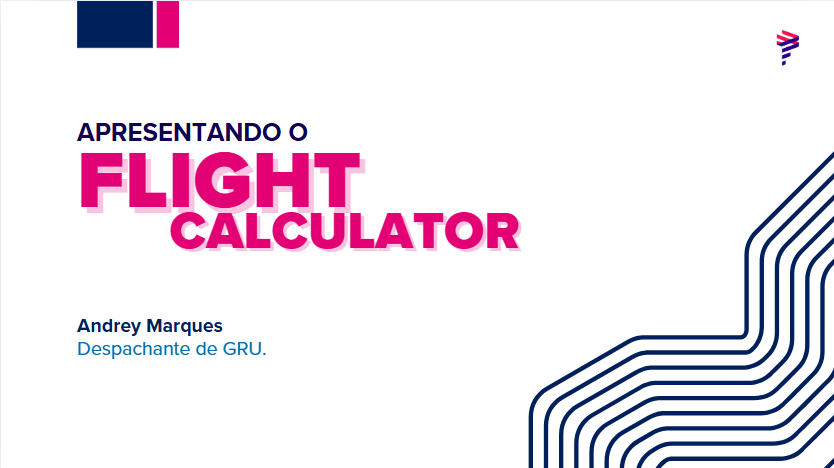 APRESENTANDO O
FLIGHT
CALCULATOR
Andrey Marques
Despachante de GRU.